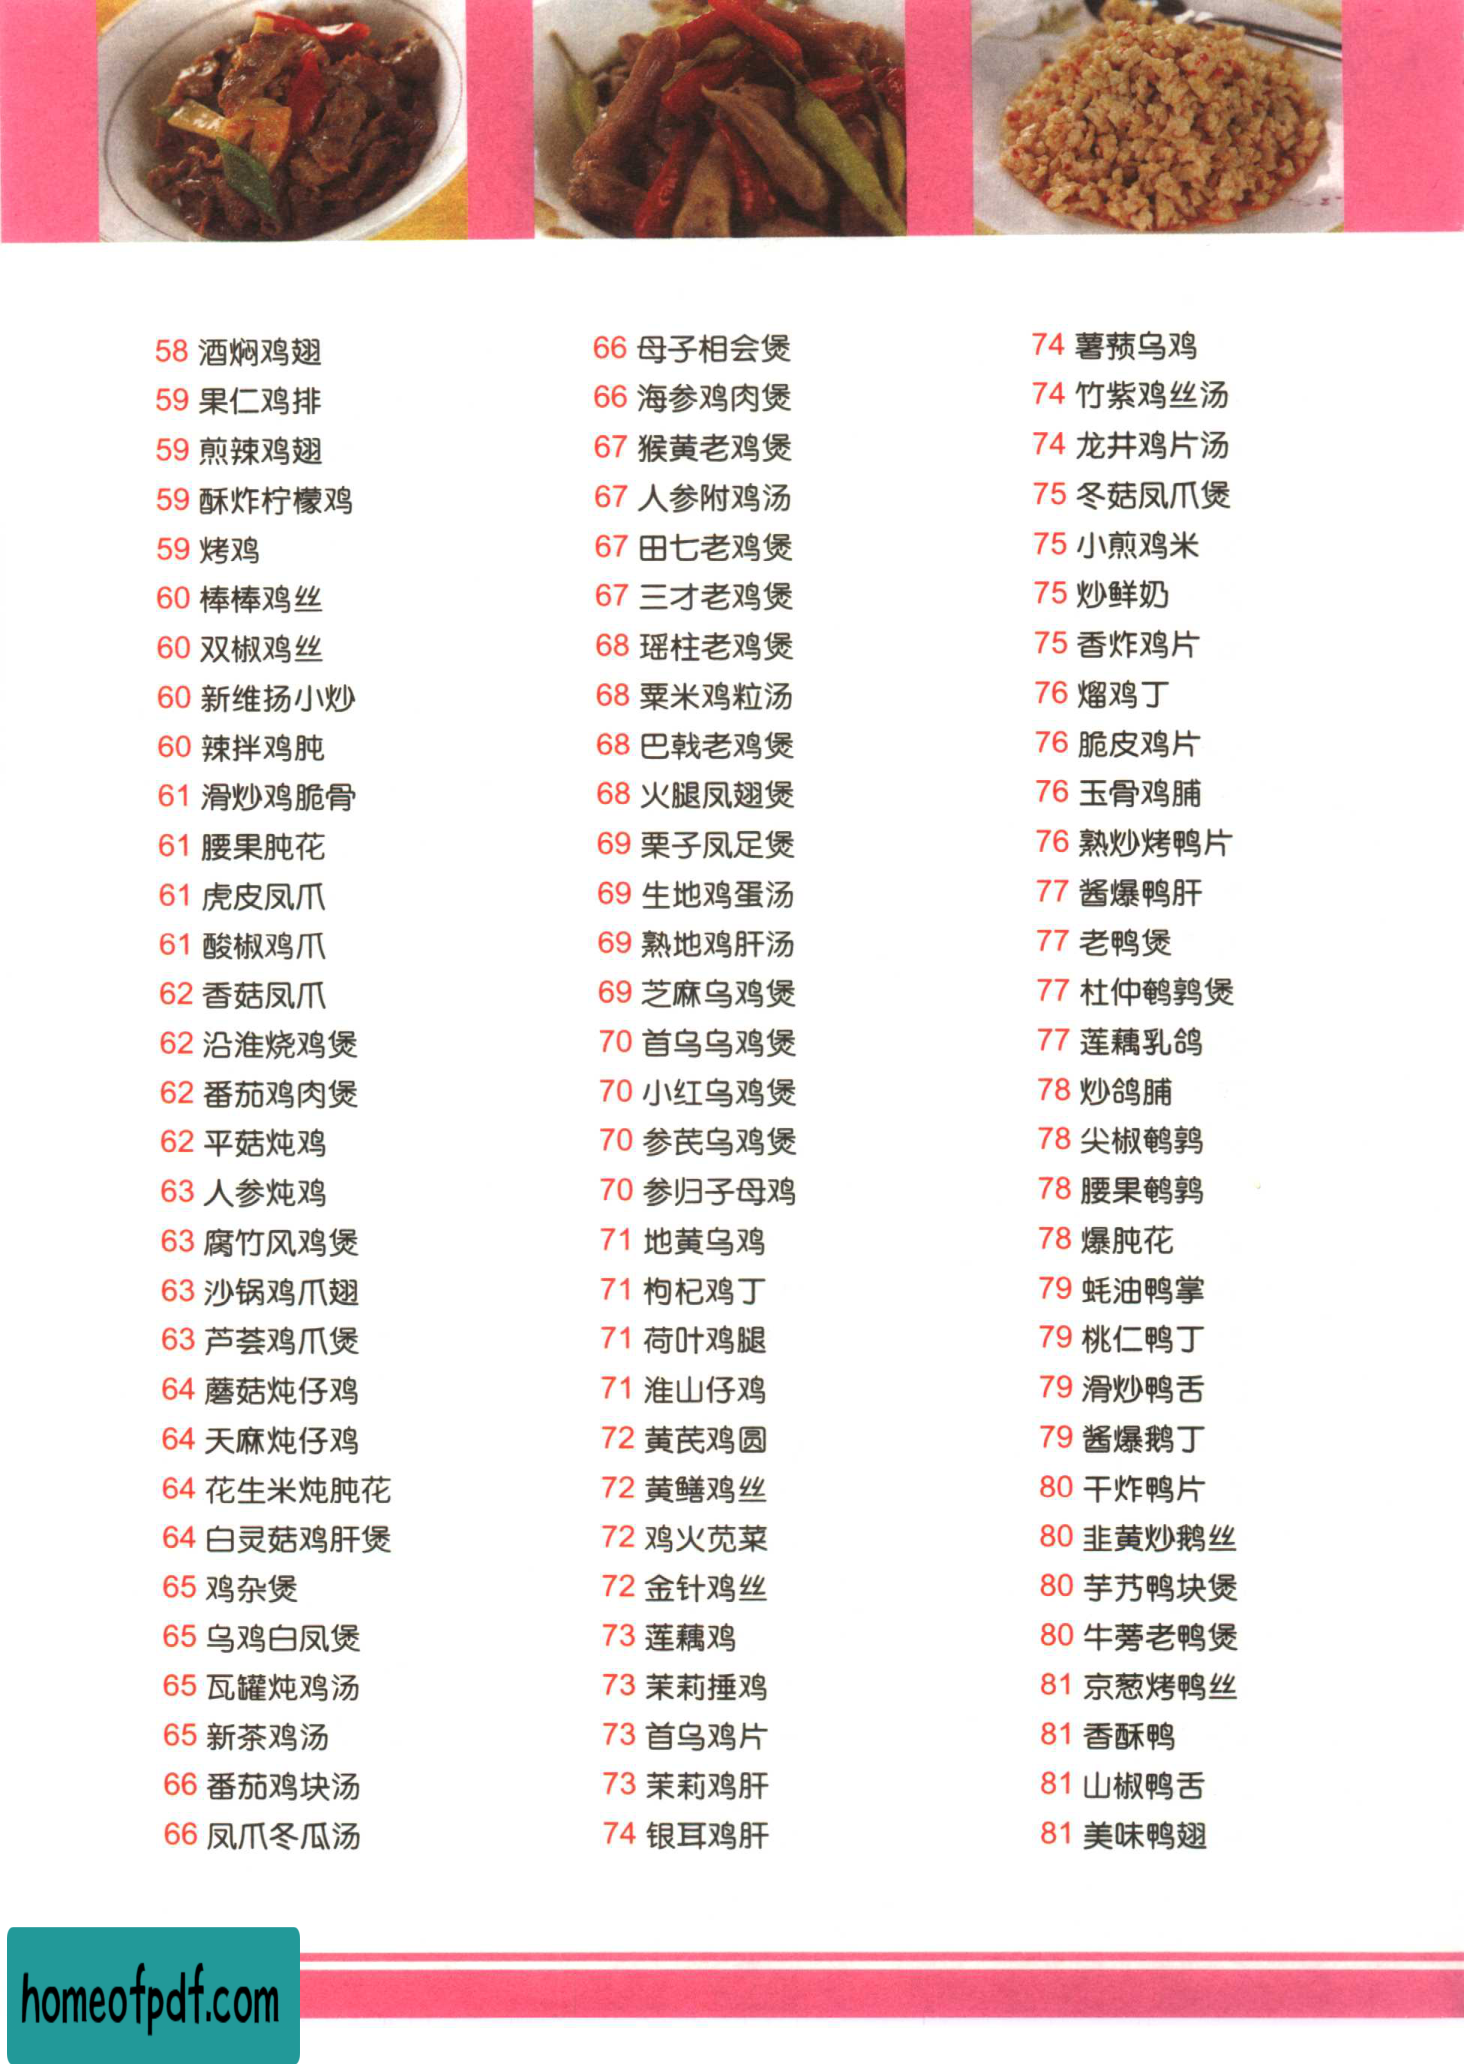 58 酒焖鸡翅
59 果仁鸡排
59 煎辣鸡翅
59 酥炸柠檬鸡
59 烤鸡
60 棒棒鸡丝
60 双椒鸡丝
60 新维扬小炒
60 辣拌鸡肫
61 滑炒鸡脆骨
61 腰果肫花
61 虎皮凤爪
61 酸椒鸡爪
62 香菇凤爪
62 沿淮烧鸡煲
62 番茄鸡肉煲
62 平菇炖鸡
63 人参炖鸡
63 腐竹风鸡煲
63 沙锅鸡爪翅
63 芦荟鸡爪煲
64 蘑菇炖仔鸡
64 天麻炖仔鸡
64 花生米炖肫花
64 白灵菇鸡肝煲
65 鸡杂煲
65 乌鸡白凤煲
65 瓦罐炖鸡汤
65 新茶鸡汤
66 番茄鸡块汤
66 凤爪冬瓜汤
66 母子相会煲
66 海参鸡肉煲
67 猴黄老鸡煲
67 人参附鸡汤
67 田七老鸡煲
67 三才老鸡煲
68 瑶柱老鸡煲
68 粟米鸡粒汤
68 巴戟老鸡煲
68 火腿凤翅煲
69 栗子凤足煲
69 生地鸡蛋汤
69 熟地鸡肝汤
69 芝麻乌鸡煲
70 首乌乌鸡煲
70 小红乌鸡煲
70 参芪乌鸡煲
70 参归子母鸡
71 地黄乌鸡
71 枸杞鸡丁
71 荷叶鸡腿
71 淮山仔鸡
72 黄芪鸡圆
72 黄鳝鸡丝
72 鸡火苋菜
72 金针鸡丝
73 莲藕鸡
73 茉莉捶鸡
73 首乌鸡片
73 茉莉鸡肝
74 银耳鸡肝
74 薯蓣乌鸡
74 竹紫鸡丝汤
74 龙井鸡片汤
75 冬菇凤爪煲
75 小煎鸡米
75 炒鲜奶
75 香炸鸡片
76 熘鸡丁
76 脆皮鸡片
76 玉骨鸡脯
76 熟炒烤鸭片
77 酱爆鸭肝
77 老鸭煲
77 杜仲鹌鹑煲
77 莲藕乳鸽
78 炒鸽脯
78 尖椒鹌鹑
78 腰果鹌鹑
78 爆肫花
79 蚝油鸭掌
79 桃仁鸭丁
79 滑炒鸭舌
79 酱爆鹅丁
80 干炸鸭片
80 韭黄炒鹅丝
80 芋艿鸭块煲
80 牛蒡老鸭煲
81 京葱烤鸭丝
81 香酥鸭
81 山椒鸭舌
81 美味鸭翅
homeofpdf.com